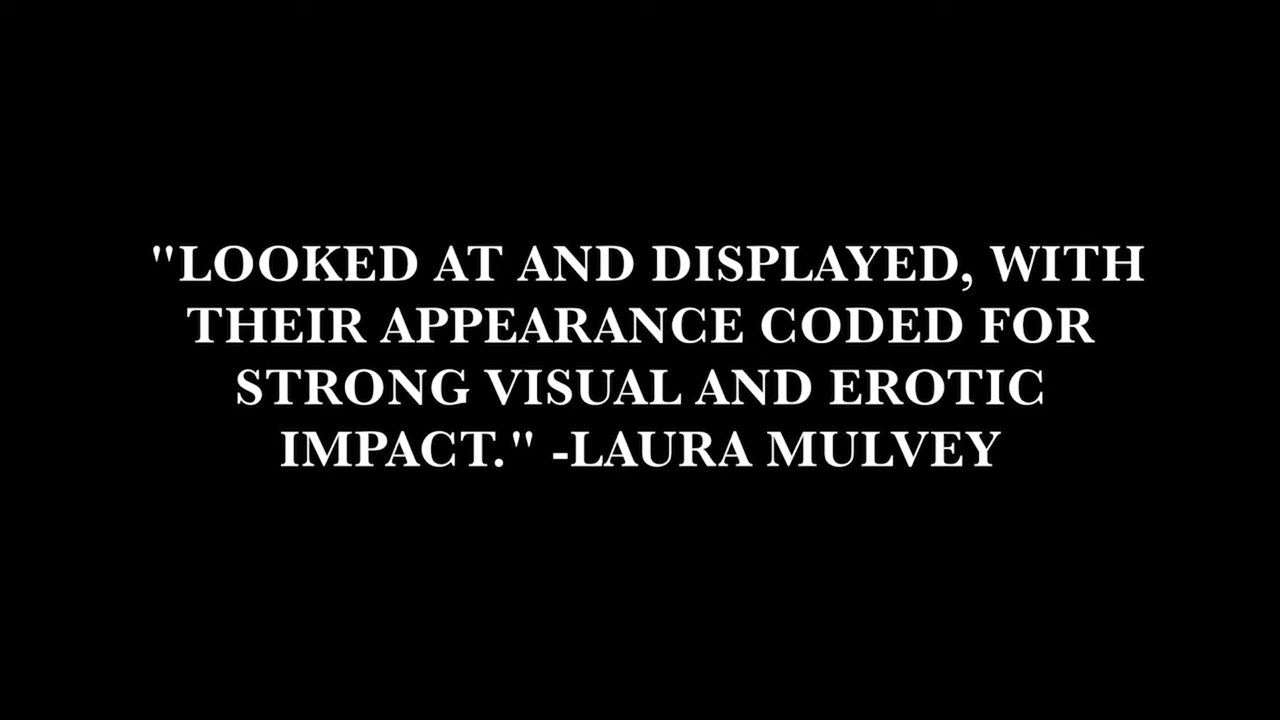 "LOOKED AT AND DISPLAYED, WITH
THEIR APPEARANCE CODED FOR
STRONG VISUAL AND EROTIC
IMPACT." -LAURA MULVEY